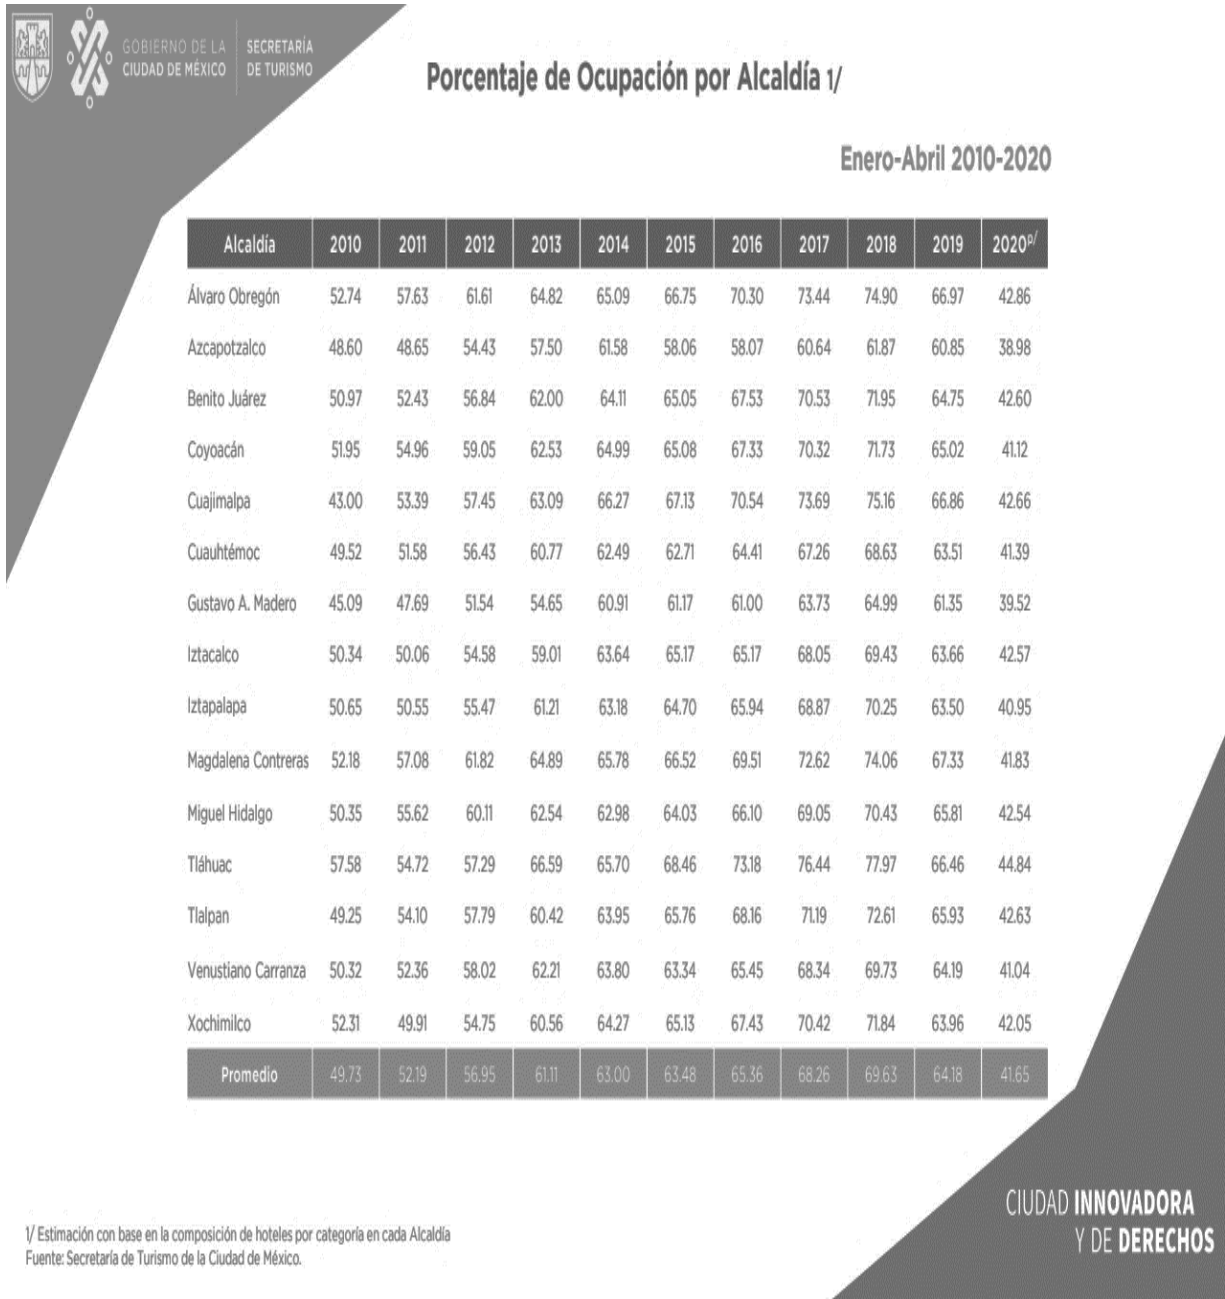 GOBIERNO DE LA
CIUDAD DE MÉXICO
SECRETARÍA
DE TURISMO
Porcentaje de Ocupación por Alcaldía 1/
Enero-Abril 2010-2020
Alcaldía 2010 2011 2012 2013 2014 2015 2016 2017 2018 2019 2020p/
Álvaro Obregón 52.74 57.63 61.61 64.82 65.09 66.75 70.30 73.44 74.90 66.97 42.86
Azcapotzalco 48.60 48.65 54.43 57.50 61.58 58.06 58.07 60.64 61.87 60.85 38.98
Benito Juárez 50.97 52.43 56.84 62.00 64.11 65.05 67.53 70.53 71.95 64.75 42.60
Coyoacán 51.95 54.96 59.05 62.53 64.99 65.08 67.33 70.32 71.73 65.02 41.12
Cuajimalpa 43.00 53.39 57.45 63.09 66.27 67.13 70.54 73.69 75.16 66.86 42.66
Cuauhtémoc 49.52 51.58 56.43 60.77 62.49 62.71 64.41 67.26 68.63 63.51 41.39
Gustavo A. Madero 45.09 47.69 51.54 54.65 60.91 61.17 61.00 63.73 64.99 61.35 39.52
Iztacalco 50.34 50.06 54.58 59.01 63.64 65.17 65.17 68.05 69.43 63.66 42.57
Iztapalapa 50.65 50.55 55.47 61.21 63.18 64.70 65.94 68.87 70.25 63.50 40.95
Magdalena Contreras 52.18 57.08 61.82 64.89 65.78 66.52 69.51 72.62 74.06 67.33 41.83
Miguel Hidalgo 50.35 55.62 60.11 62.54 62.98 64.03 66.10 69.05 70.43 65.81 42.54
Tláhuac 57.58 54.72 57.29 66.59 65.70 68.46 73.18 76.44 77.97 66.46 44.84
Tlalpan 49.25 54.10 57.79 60.42 63.95 65.76 68.16 71.19 72.61 65.93 42.63
Venustiano Carranza 50.32 52.36 58.02 62.21 63.80 63.34 65.45 68.34 69.73 64.19 41.04
Xochimilco 52.31 49.91 54.75 60.56 64.27 65.13 67.43 70.42 71.84 63.96 42.05
Promedio 49.73 52.19 56.95 61.11 63.00 63.48 65.36 68.26 69.63 64.18 41.65
1/ Estimación con base en la composición de hoteles por categoría en cada Alcaldía
Fuente: Secretaría de Turismo de la Ciudad de México.
CIUDAD INNOVADORA
Y DE DERECHOS